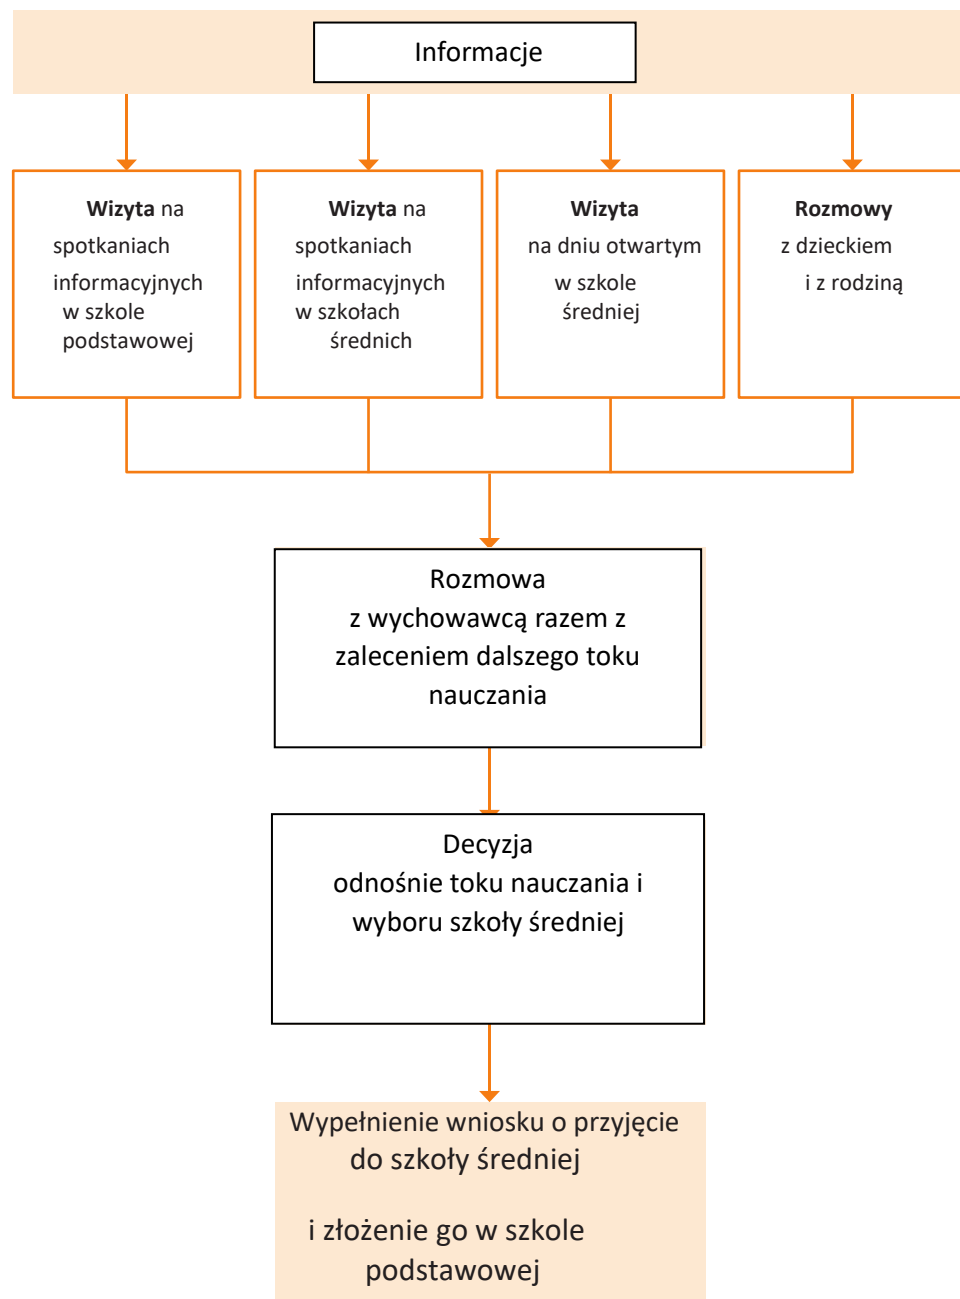 Informacje
Wizyta na
spotkaniach
informacyjnych
w szkole
podstawowej
Wizyta na
spotkaniach
informacyjnych
w szkołach
średnich
Wizyta
na dniu otwartym
w szkole
średniej
Rozmowy
z dzieckiem
i z rodziną
Rozmowa
z wychowawcą razem z
zaleceniem dalszego toku
nauczania
Decyzja
odnośnie toku nauczania i
wyboru szkoły średniej
Wypełnienie wniosku o przyjęcie
do szkoły średniej
i złożenie go w szkole
podstawowej